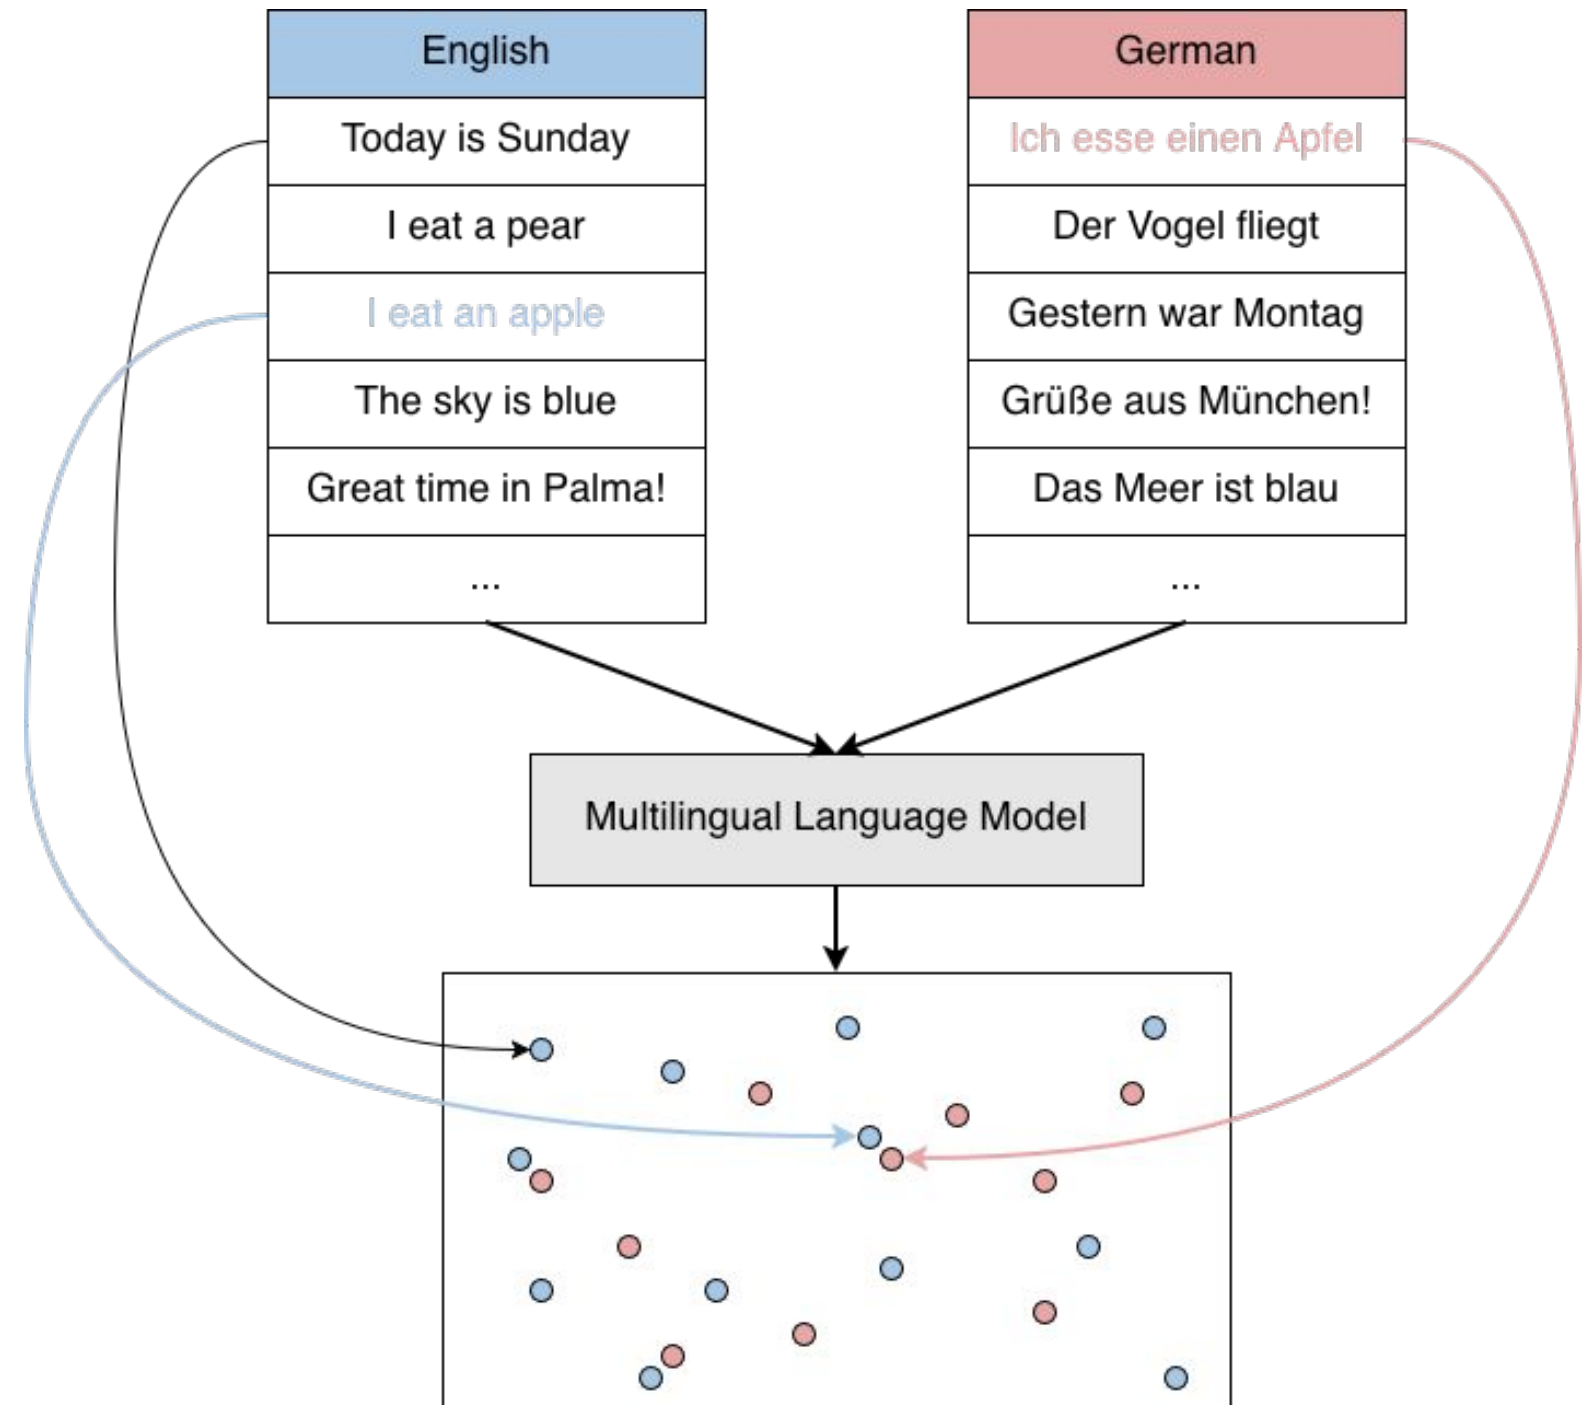 English
Today is Sunday
I eat a pear
I eat an apple
The sky is blue
Great time in Palma!
...
German
Ich esse einen Apfel
Der Vogel fliegt
Gestern war Montag
Grüße aus München!
Das Meer ist blau
...
Multilingual Language Model